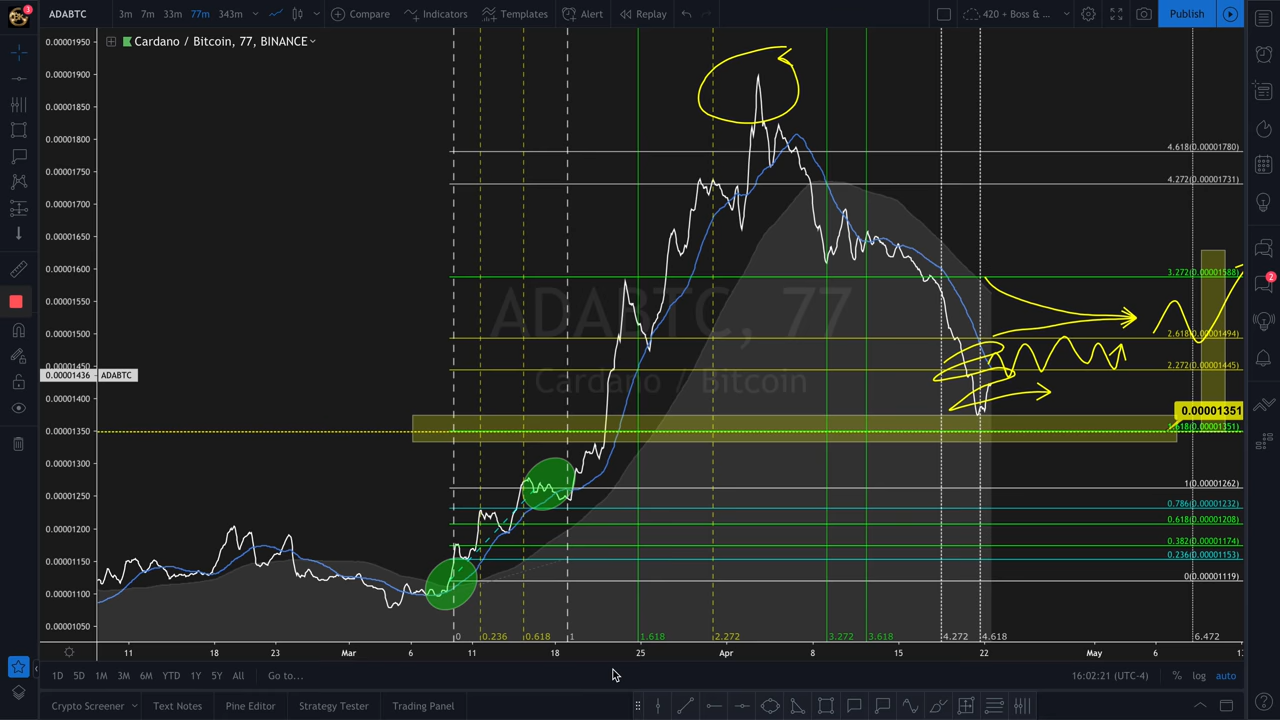 3
ADABTC
3m 7m 33m 77m 343m
Compare
Indicators
Templates
Alert
Replay
420 + Boss & ...
Publish
Cardano / Bitcoin, 77, BINANCE
0.00001950
0.00001900
0.00001850
0.00001800
0.00001750
0.00001700
0.00001650
0.00001600
0.00001550
0.00001500
0.00001450
0.00001436 ADABTC
0.00001400
0.00001350
0.00001300
0.00001250
0.00001200
0.00001150
0.00001100
0.00001050
ADABTC, 77
Cardano / Bitcoin
4.618(0.00001780)
4.272(0.00001731)
3.272(0.00001588)
2
2.618(0.00001494)
2.272(0.00001445)
0.00001351
1.618(0.00001351)
1(0.00001262)
0.786(0.00001232)
0.618(0.00001208)
0.382(0.00001174)
0.236(0.00001153)
0(0.00001119)
0 0.236 0.618 1 1.618 2.272 3.272 3.618 4.272 4.618 6.472
11 18 23 Mar 6 11 18 25 Apr 8 15 22 May 6
1D 5D 1M 3M 6M YTD 1Y 5Y All Go to...
16:02:21 (UTC-4) % log auto
Crypto Screener Text Notes Pine Editor Strategy Tester Trading Panel